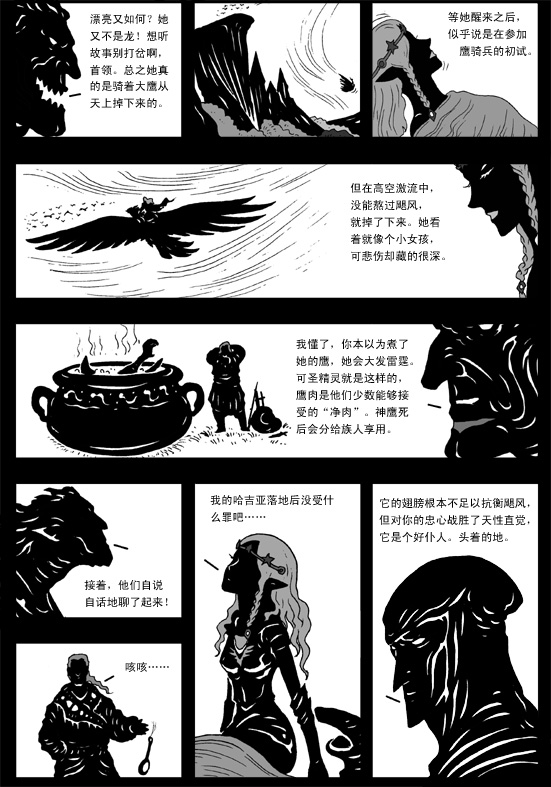 漂亮又如何？她
又不是龙！想听
故事别打岔啊，
首领。总之她真
的是骑着大鹰从
天上掉下来的。
等她醒来之后，
似乎说是在参加
鹰骑兵的初试。
但在高空激流中，
没能熬过飓风，
就掉了下来。她看
着就像个小女孩，
可悲伤却藏的很深。
我懂了，你本以为煮了
她的鹰，她会大发雷霆。
可圣精灵就是这样的，
鹰肉是他们少数能够接
受的“净肉”。神鹰死
后会分给族人享用。
接着，他们自说
自话地聊了起来！
咳咳……
我的哈吉亚落地后没受什
么罪吧……
它的翅膀根本不足以抗衡飓风，
但对你的忠心战胜了天性直觉，
它是个好仆人。头着的地。